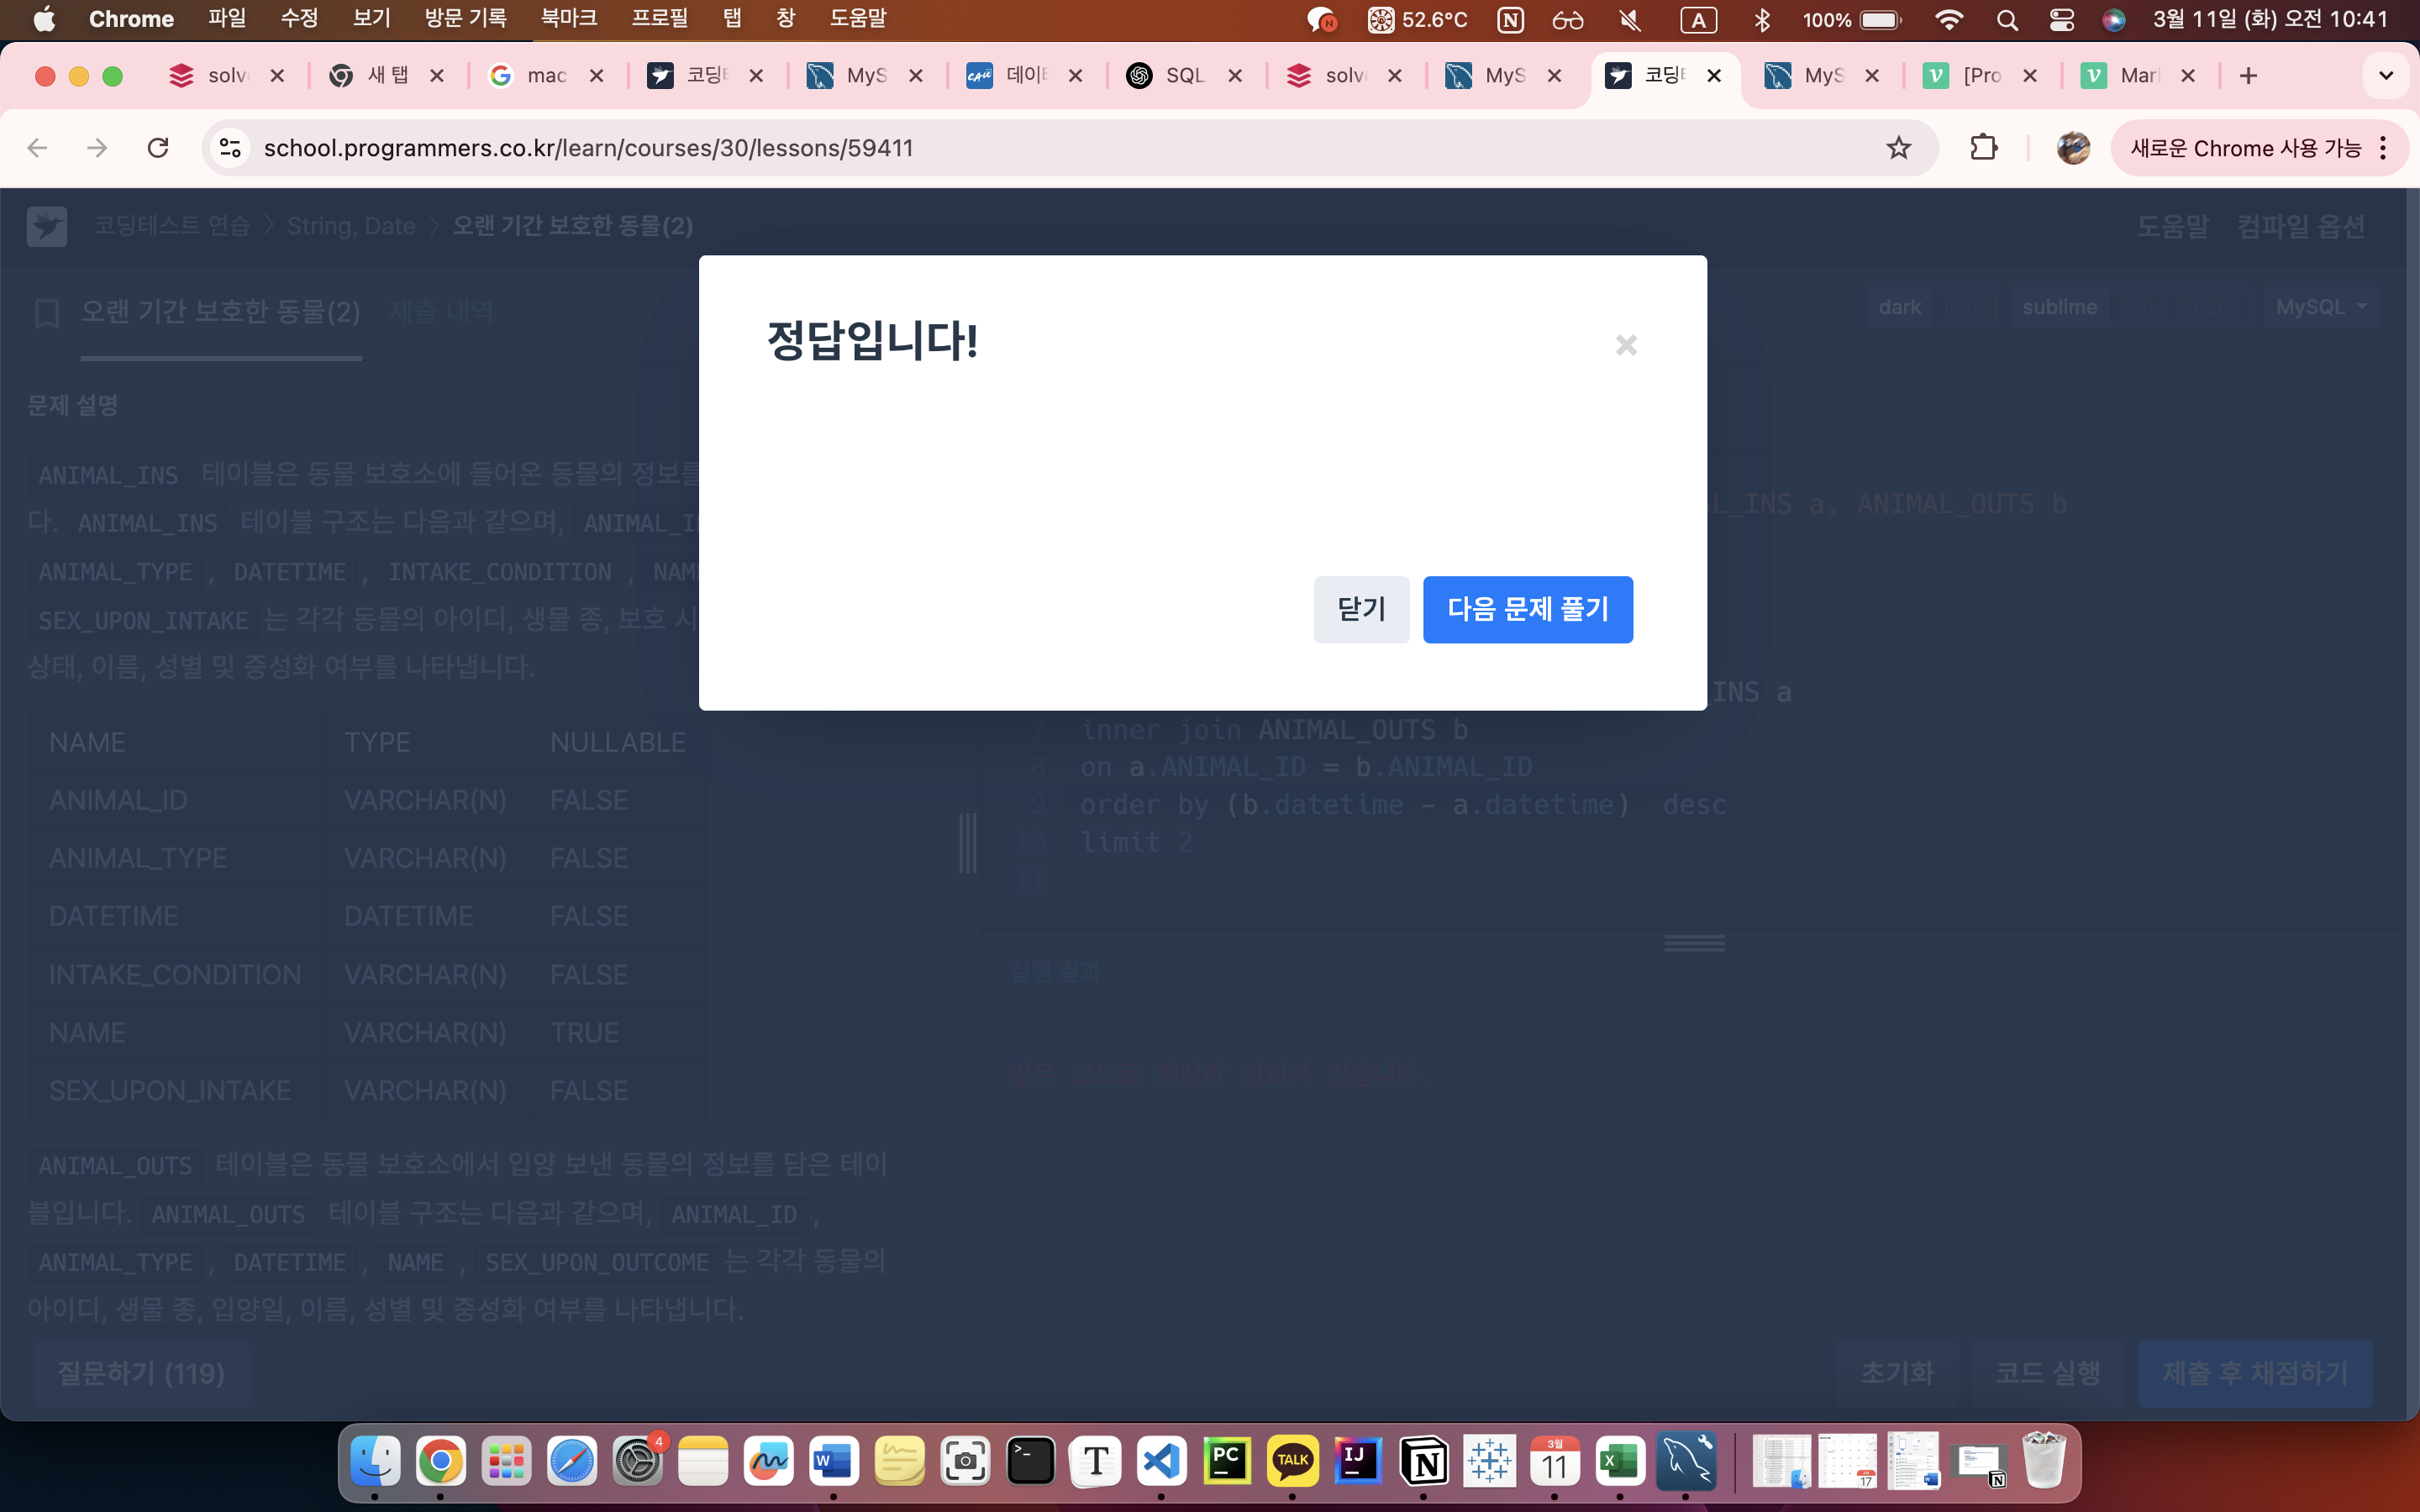 Chrome 파일 수정 보기 방문 기록 북마크 프로필 탭 창 도움말 52.6°C A 100% 3월 11일 (화) 오전 10:41
solv 새 탭 mac 코딩 MyS 데이 SQL solv MyS 코딩 MyS [Pro Mar
school.programmers.co.kr/learn/courses/30/lessons/59411 새로운 Chrome 사용 가능
코딩테스트 연습 String, Date 오랜 기간 보호한 동물(2) 도움말 컴파일 옵션
오랜 기간 보호한 동물(2) 제출 내역 dark light sublime vim emacs MySQL
정답입니다!
닫기 다음 문제 풀기
문제 설명
ANIMAL_INS 테이블은 동물 보호소에 들어온 동물의 정보를
다. ANIMAL_INS 테이블 구조는 다음과 같으며,
ANIMAL_TYPE , DATETIME , INTAKE_CONDITION ,
SEX_UPON_INTAKE 는 각각 동물의 아이디, 생물 종, 보호 시
상태, 이름, 성별 및 중성화 여부를 나타냅니다.
NAME TYPE NULLABLE
ANIMAL_ID VARCHAR(N) FALSE
ANIMAL_TYPE VARCHAR(N) FALSE
DATETIME DATETIME FALSE
INTAKE_CONDITION VARCHAR(N) FALSE
NAME VARCHAR(N) TRUE
SEX_UPON_INTAKE VARCHAR(N) FALSE
ANIMAL_OUTS 테이블은 동물 보호소에서 입양 보낸 동물의 정보를 담은 테이
블입니다. ANIMAL_OUTS 테이블 구조는 다음과 같으며, ANIMAL_ID ,
ANIMAL_TYPE , DATETIME , NAME , SEX_UPON_OUTCOME 는 각각 동물의
아이디, 생물 종, 입양일, 이름, 성별 및 중성화 여부를 나타냅니다.
L_INS a, ANIMAL_OUTS b
INS a
7 inner join ANIMAL_OUTS b
8 on a.ANIMAL_ID = b.ANIMAL_ID
9 order by (b.datetime - a.datetime) desc
10 limit 2
11
실행 결과
같은 코드로 채점한 결과가 있습니다.
질문하기 (119) 초기화 코드 실행 제출 후 채점하기
4 W T PC TALK IJ N 3월 11 X 17